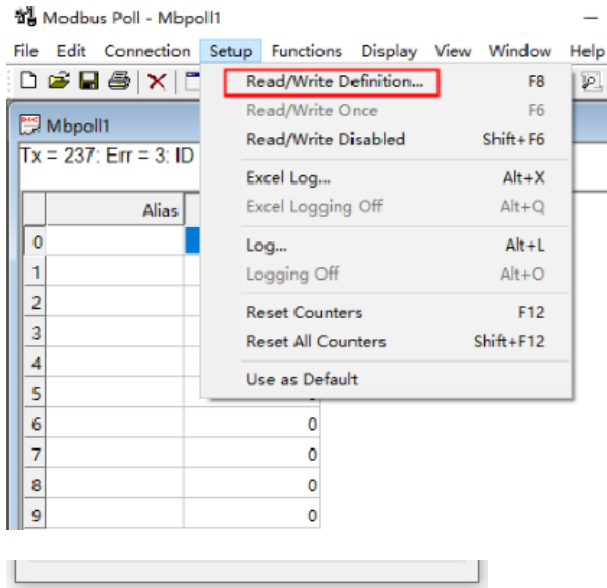 Modbus Poll - Mbpoll1
File Edit Connection Setup Functions Display View Window Help
Read/Write Definition... F8
Read/Write Once F6
Read/Write Disabled Shift+F6
Excel Log... Alt+X
Excel Logging Off Alt+Q
Log... Alt+L
Logging Off Alt+O
Reset Counters F12
Reset All Counters Shift+F12
Use as Default
Mbpoll1
Tx = 237: Err = 3: ID
Alias
0
1
2
3
4
5
6 0
7 0
8 0
9 0